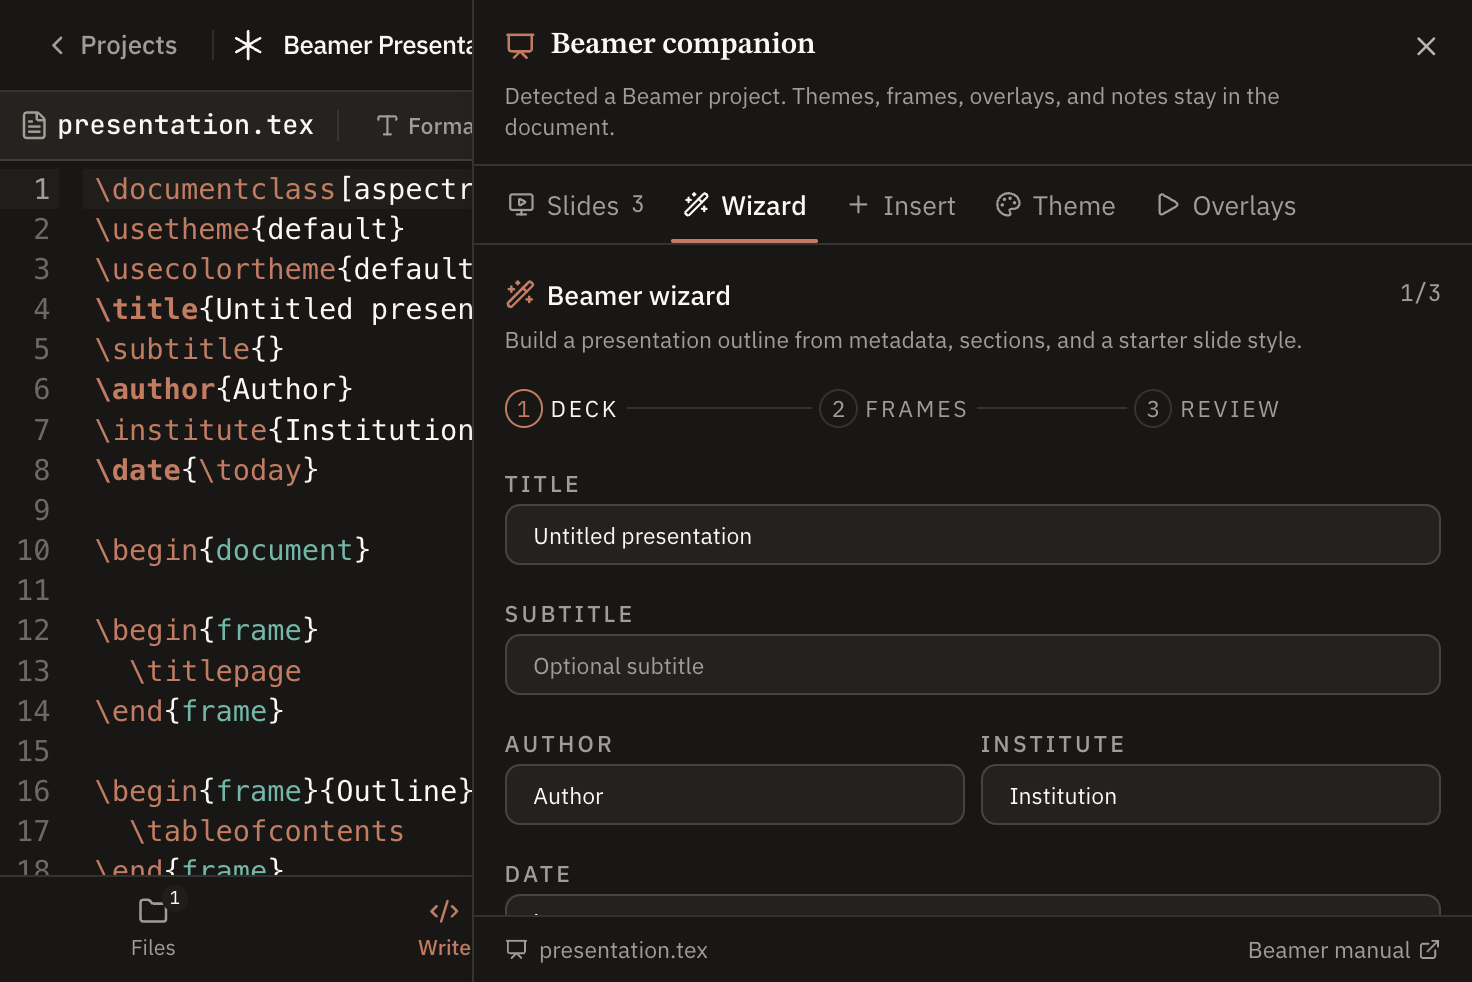 Projects
Beamer Presenta
presentation.tex
Forma
1 \documentclass[aspectr
2 \usetheme{default}
3 \usecolortheme{default
4 \title{Untitled presen
5 \subtitle{}
6 \author{Author}
7 \institute{Institution
8 \date{\today}
9
10 \begin{document}
11
12 \begin{frame}
13 \titlepage
14 \end{frame}
15
16 \begin{frame}{Outline}
17 \tableofcontents
18 \end{frame}
1
Files
Write
Beamer companion
Detected a Beamer project. Themes, frames, overlays, and notes stay in the
document.
Slides 3
Wizard
Insert
Theme
Overlays
Beamer wizard
1/3
Build a presentation outline from metadata, sections, and a starter slide style.
1 DECK
2 FRAMES
3 REVIEW
TITLE
Untitled presentation
SUBTITLE
Optional subtitle
AUTHOR
INSTITUTE
Author
Institution
DATE
presentation.tex
Beamer manual